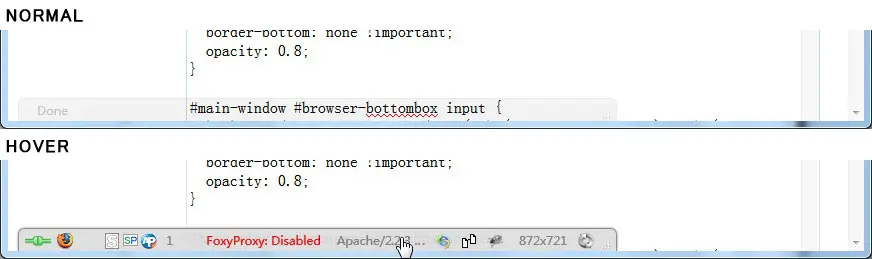 NORMAL
border-bottom: none !important;
opacity: 0.8;
}
Done
#main-window #browser-bottombox input {
HOVER
border-bottom: none !important;
opacity: 0.8;
}
S SP 1 FoxyProxy: Disabled Apache/2.2.3... 872x721